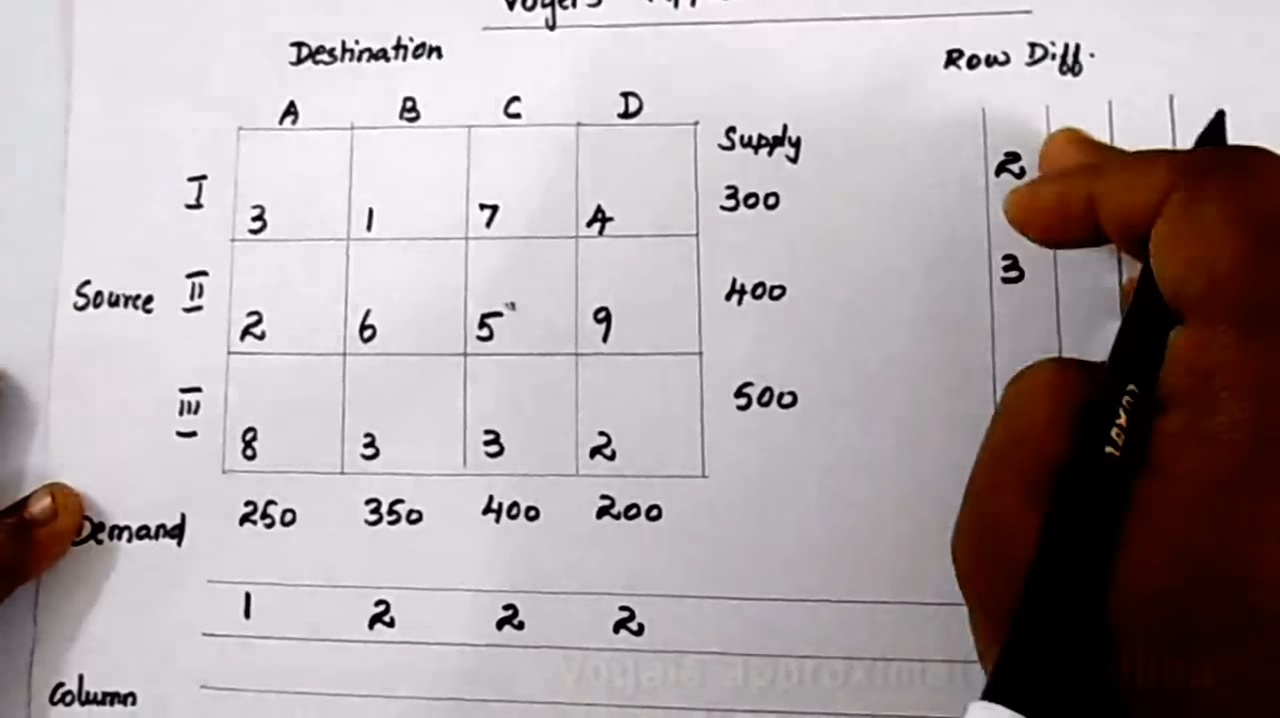 Vogel's
Destination
Row Diff.
A B C D
Supply
I 3 1 7 4 300 2
Source II 2 6 5 9 400 3
III 8 3 3 2 500
Demand 250 350 400 200
1 2 2 2
Column